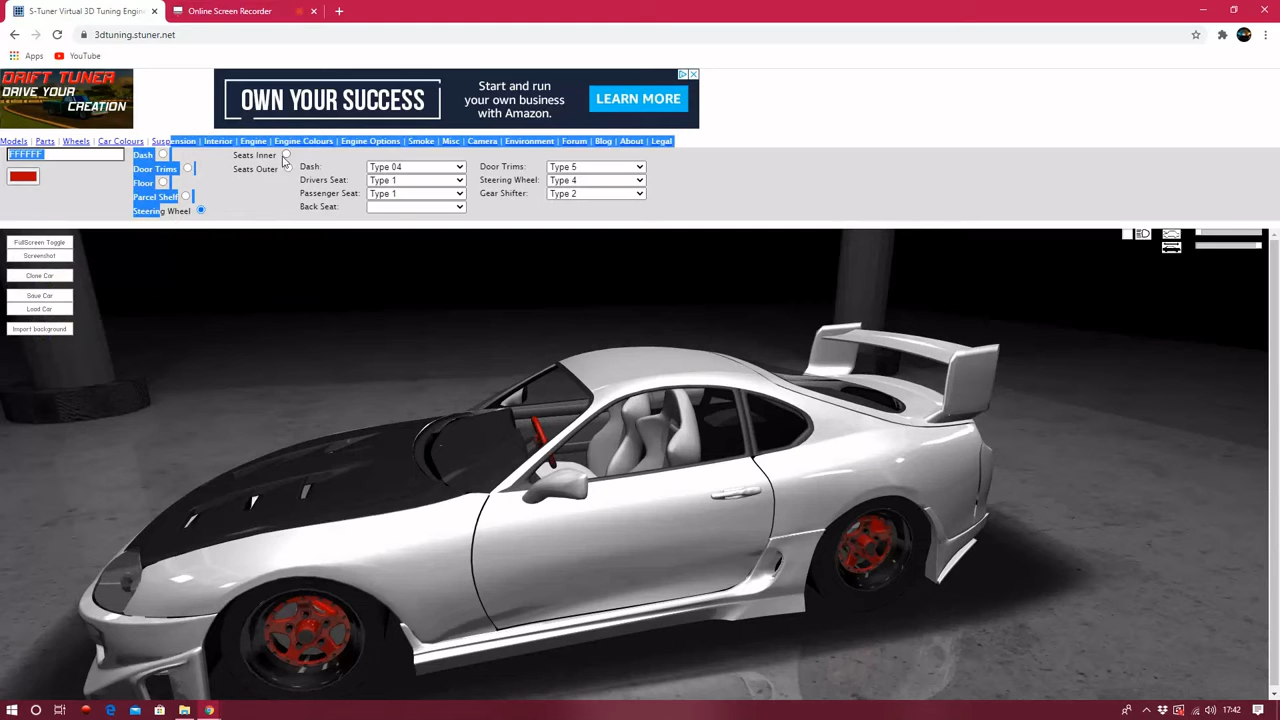 S-Tuner Virtual 3D Tuning Engin
Online Screen Recorder
3dtuning.stuner.net
Apps
YouTube
DRIFT TUNER
DRIVE YOUR
CREATION
OWN YOUR SUCCESS
Start and run
your own business
with Amazon.
LEARN MORE
Models | Parts | Wheels | Car Colours | Suspension | Interior | Engine | Engine Colours | Engine Options | Smoke | Misc | Camera | Environment | Forum | Blog | About | Legal
FFFFFF
Dash
Door Trims
Floor
Parcel Shelf
Steering Wheel
Seats Inner
Seats Outer
Dash: Type 04
Drivers Seat: Type 1
Passenger Seat: Type 1
Back Seat:
Door Trims: Type 5
Steering Wheel: Type 4
Gear Shifter: Type 2
FullScreen Toggle
Screenshot
Clone Car
Save Car
Load Car
Import background
17:42